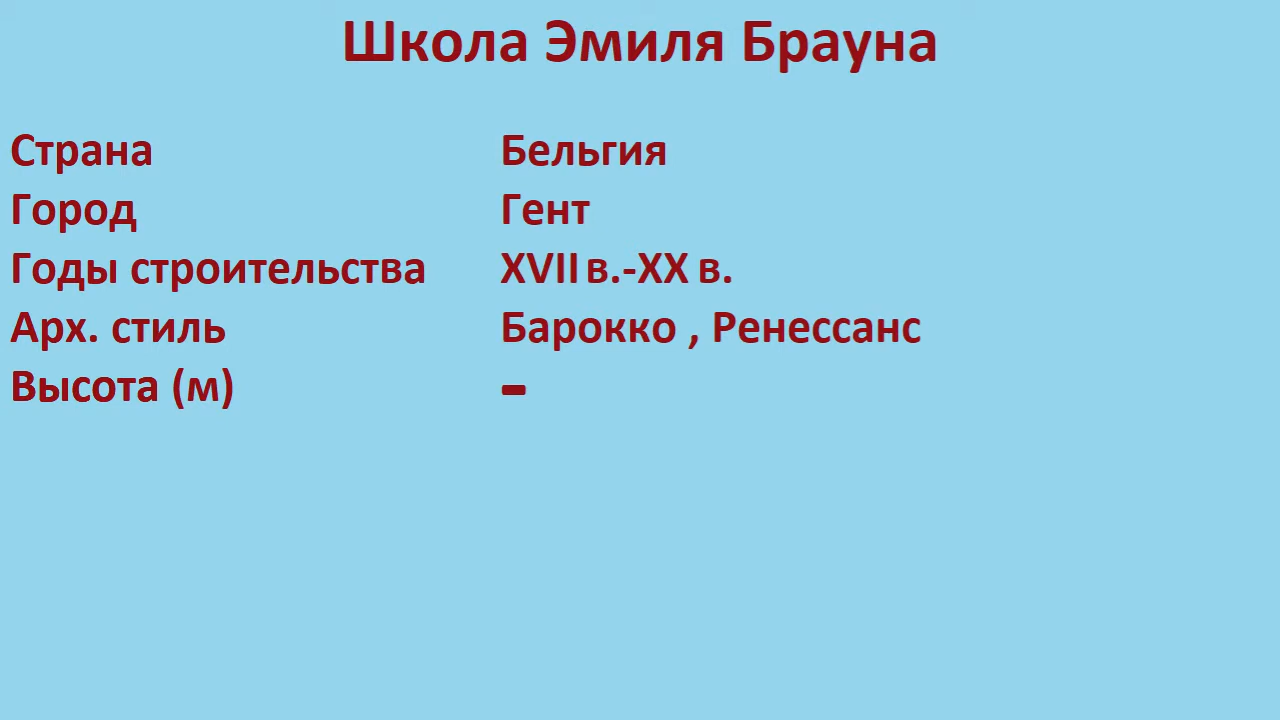 Школа Эмиля Брауна
Страна Бельгия
Город Гент
Годы строительства XVII в.-XX в.
Арх. стиль Барокко , Ренессанс
Высота (м) -